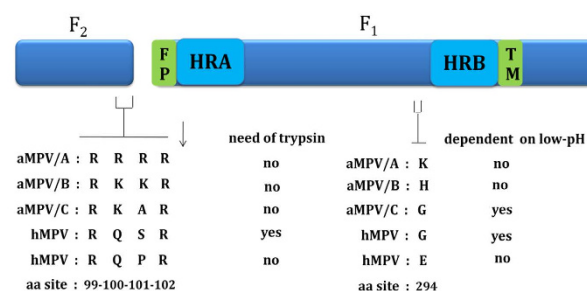 F2 F1
FP HRA HRB TM
need of trypsin dependent on low-pH
aMPV/A : R R R R no aMPV/A : K no
aMPV/B : R K K R no aMPV/B : H no
aMPV/C : R K A R no aMPV/C : G yes
hMPV : R Q S R yes hMPV : G yes
hMPV : R Q P R no hMPV : E no
aa site : 99-100-101-102 aa site : 294